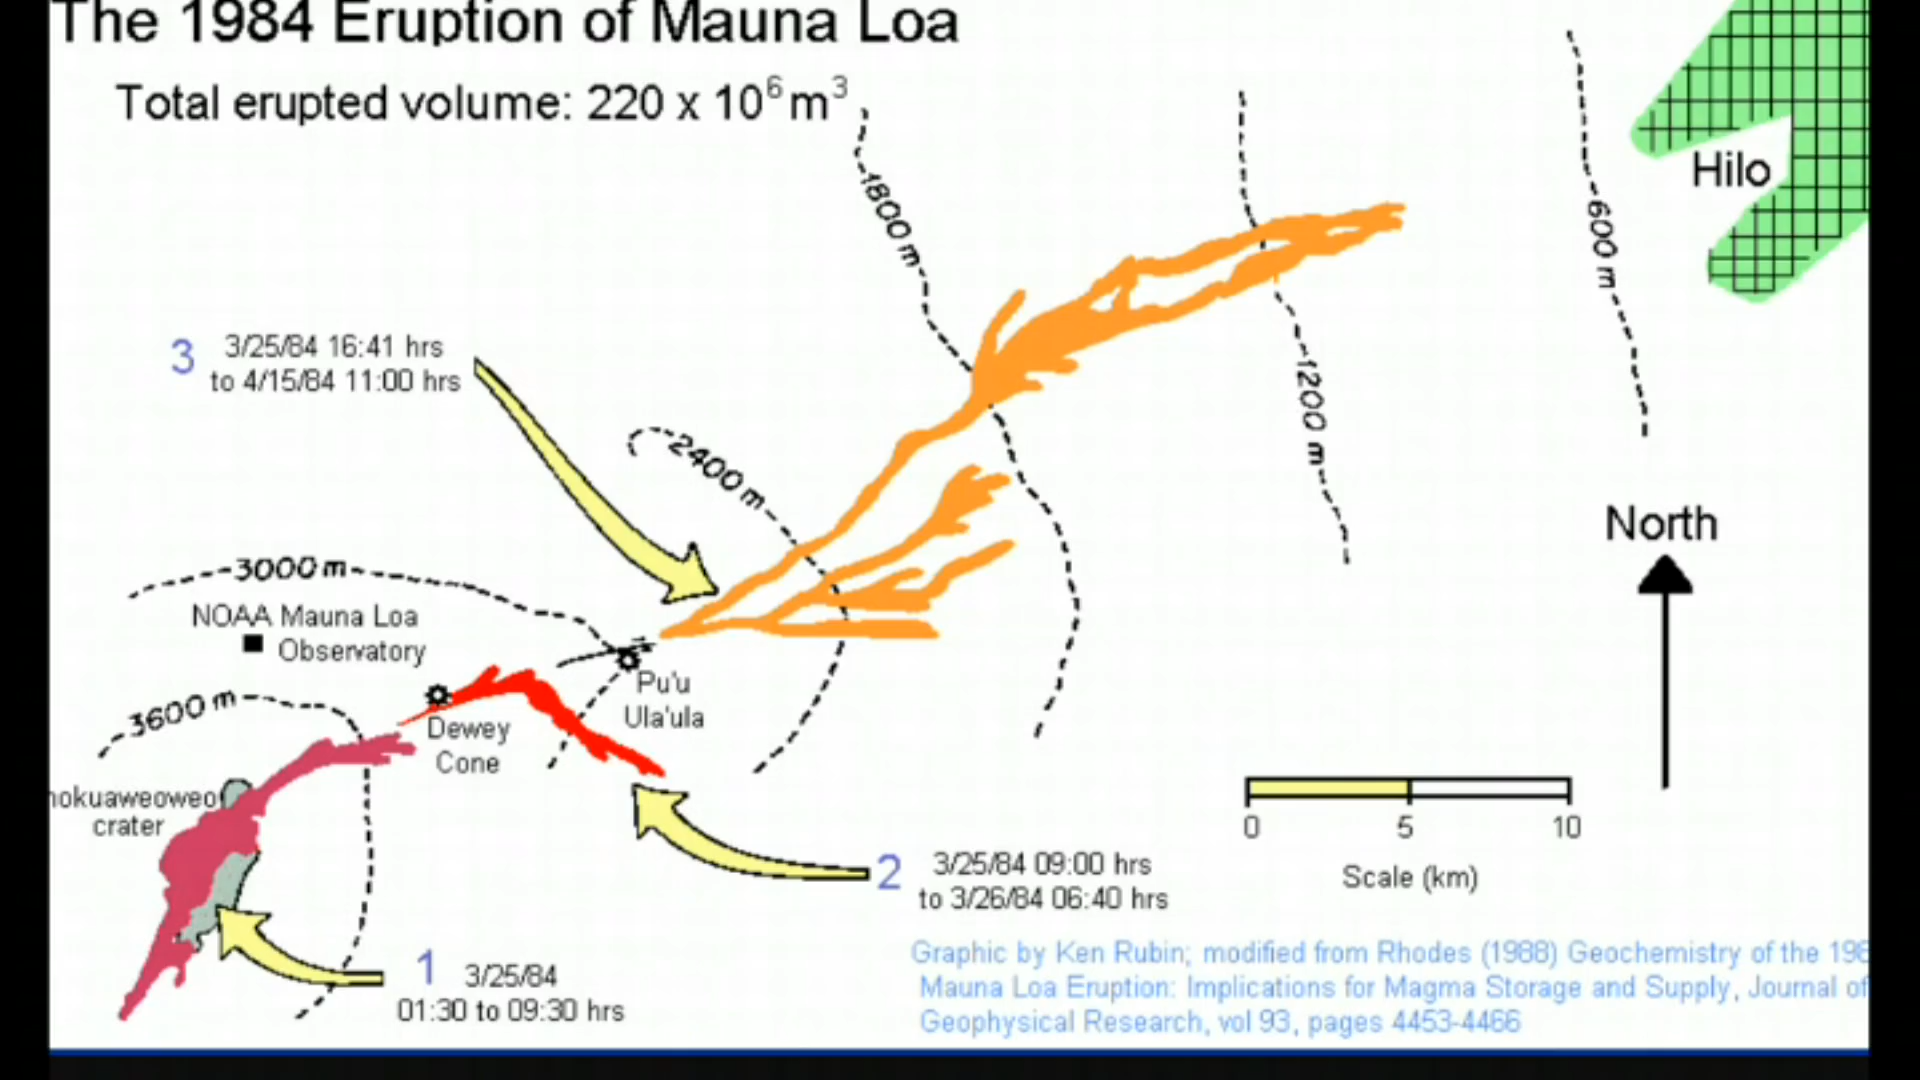 The 1984 Eruption of Mauna Loa
Total erupted volume: 220 x 10⁶ m³
Hilo
1800 m
600 m
3 3/25/84 16:41 hrs
to 4/15/84 11:00 hrs
1200 m
2400 m
North
3000 m
NOAA Mauna Loa
Observatory
Pu'u
Ula'ula
3600 m
Dewey
Cone
nokuaweoweo
crater
0 5 10
Scale (km)
2 3/25/84 09:00 hrs
to 3/26/84 06:40 hrs
1 3/25/84
01:30 to 09:30 hrs
Graphic by Ken Rubin; modified from Rhodes (1988) Geochemistry of the 198
Mauna Loa Eruption: Implications for Magma Storage and Supply, Journal of
Geophysical Research, vol 93, pages 4453-4466